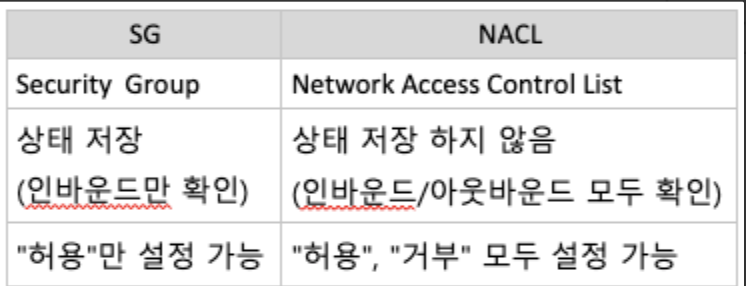 SG
NACL
Security Group
Network Access Control List
상태 저장
(인바운드만 확인)
상태 저장 하지 않음
(인바운드/아웃바운드 모두 확인)
"허용"만 설정 가능
"허용", "거부" 모두 설정 가능